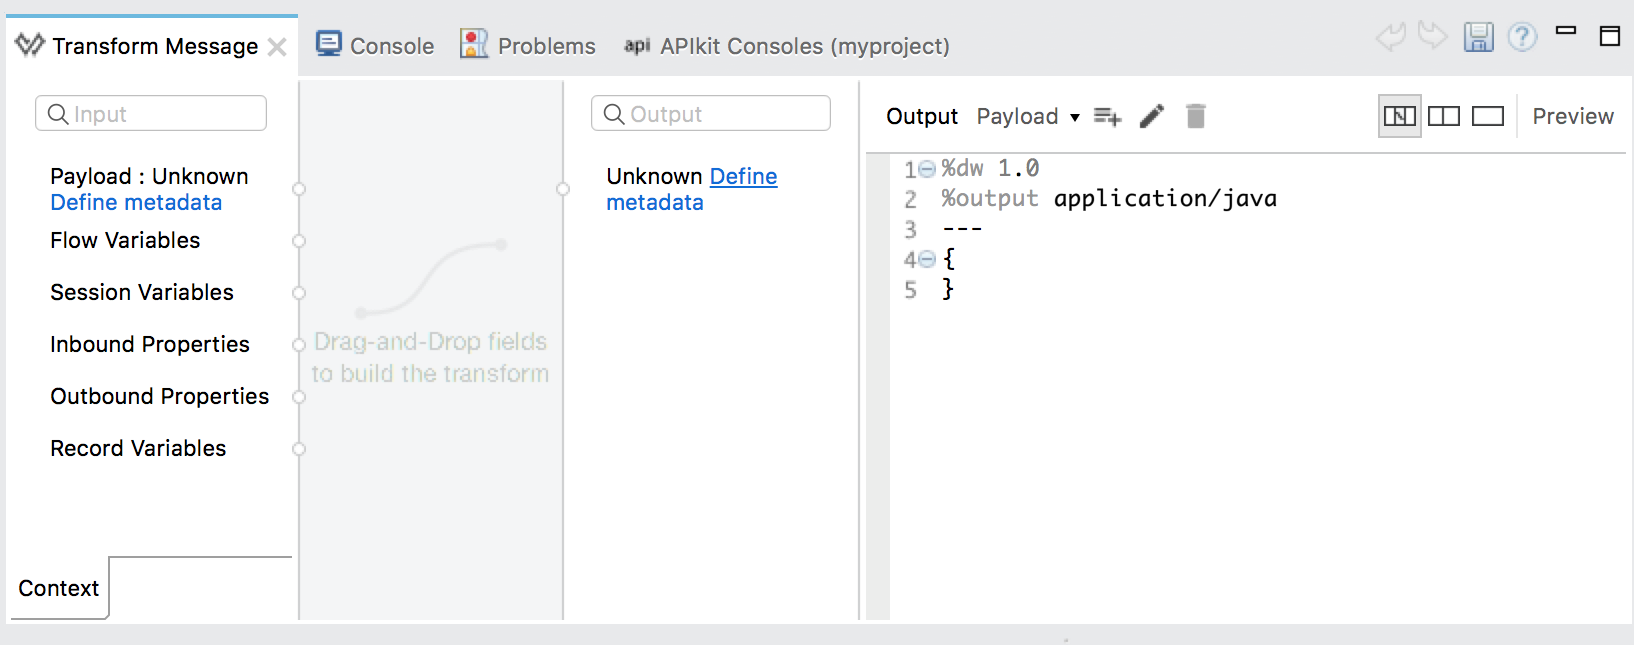 Transform Message
Console
Problems
api APIkit Consoles (myproject)
Input
Payload : Unknown
Define metadata
Flow Variables
Session Variables
Inbound Properties
Outbound Properties
Record Variables
Context
Drag-and-Drop fields
to build the transform
Output
Unknown Define
metadata
Output Payload
Preview
1 %dw 1.0
2 %output application/java
3 ---
4 {
5 }